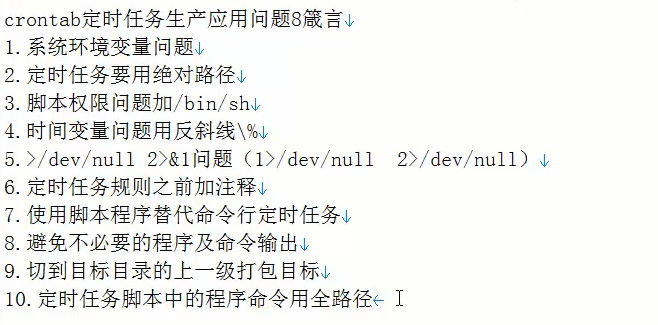 crontab定时任务生产应用问题8箴言
1.系统环境变量问题
2.定时任务要用绝对路径
3.脚本权限问题加/bin/sh
4.时间变量问题用反斜线\%
5.>/dev/null 2>&1问题（1>/dev/null  2>/dev/null）
6.定时任务规则之前加注释
7.使用脚本程序替代命令行定时任务
8.避免不必要的程序及命令输出
9.切到目标目录的上一级打包目标
10.定时任务脚本中的程序命令用全路径